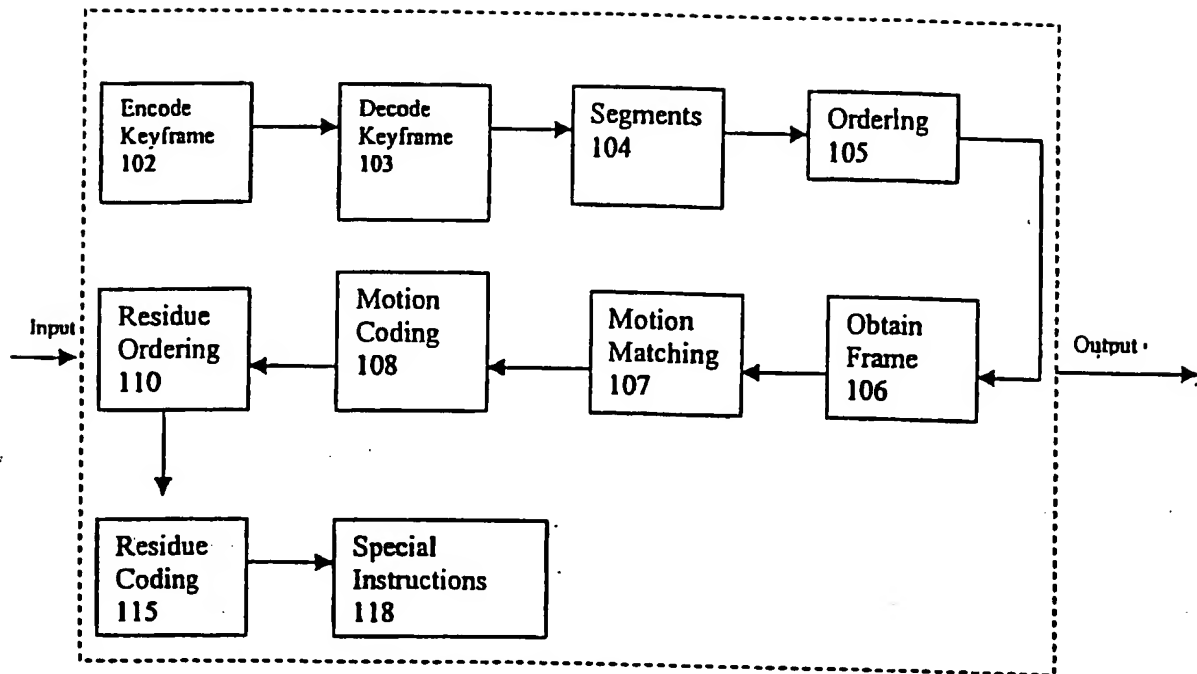 Encode
Keyframe
102
Decode
Keyframe
103
Segments
104
Ordering
105
Input
Residue
Ordering
110
Motion
Coding
108
Motion
Matching
107
Obtain
Frame
106
Output
Residue
Coding
115
Special
Instructions
118